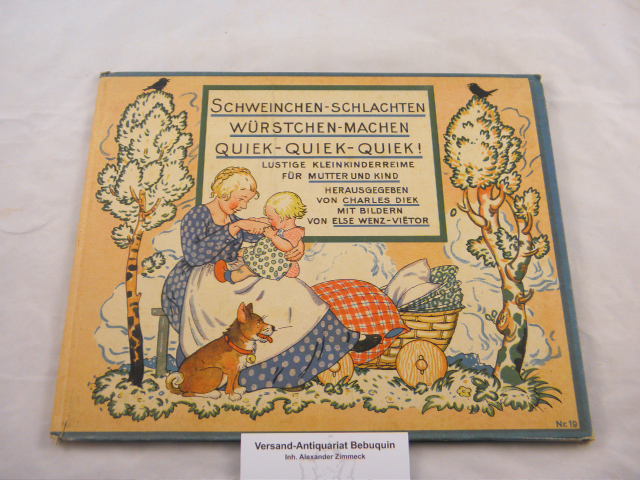 SCHWEINCHEN-SCHLACHTEN
WÜRSTCHEN-MACHEN
QUIEK-QUIEK-QUIEK!
LUSTIGE KLEINKINDERREIME
FÜR MUTTER UND KIND
HERAUSGEGEBEN
VON CHARLES DIEK
MIT BILDERN
VON ELSE WENZ-VIËTOR
Nr. 19
Versand-Antiquariat Bebuquin
Inh. Alexander Zimmeck